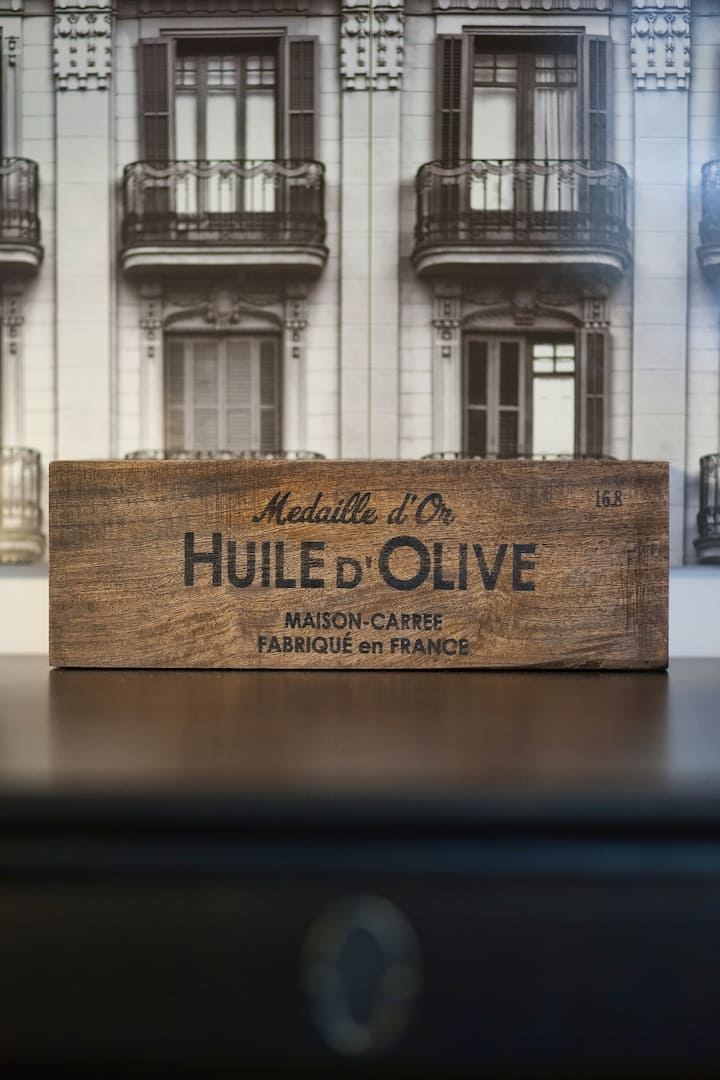 16.8
Medaille d'Or
HUILE D'OLIVE
MAISON-CARREE
FABRIQUÉ en FRANCE